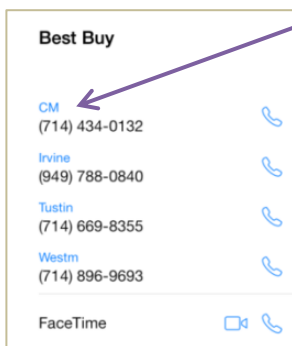 Best Buy
CM
(714) 434-0132
Irvine
(949) 788-0840
Tustin
(714) 669-8355
Westm
(714) 896-9693
FaceTime